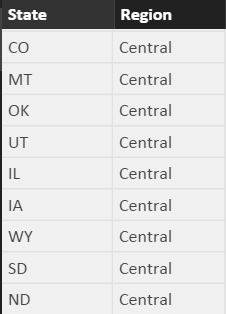 State Region
CO Central
MT Central
OK Central
UT Central
IL Central
IA Central
WY Central
SD Central
ND Central